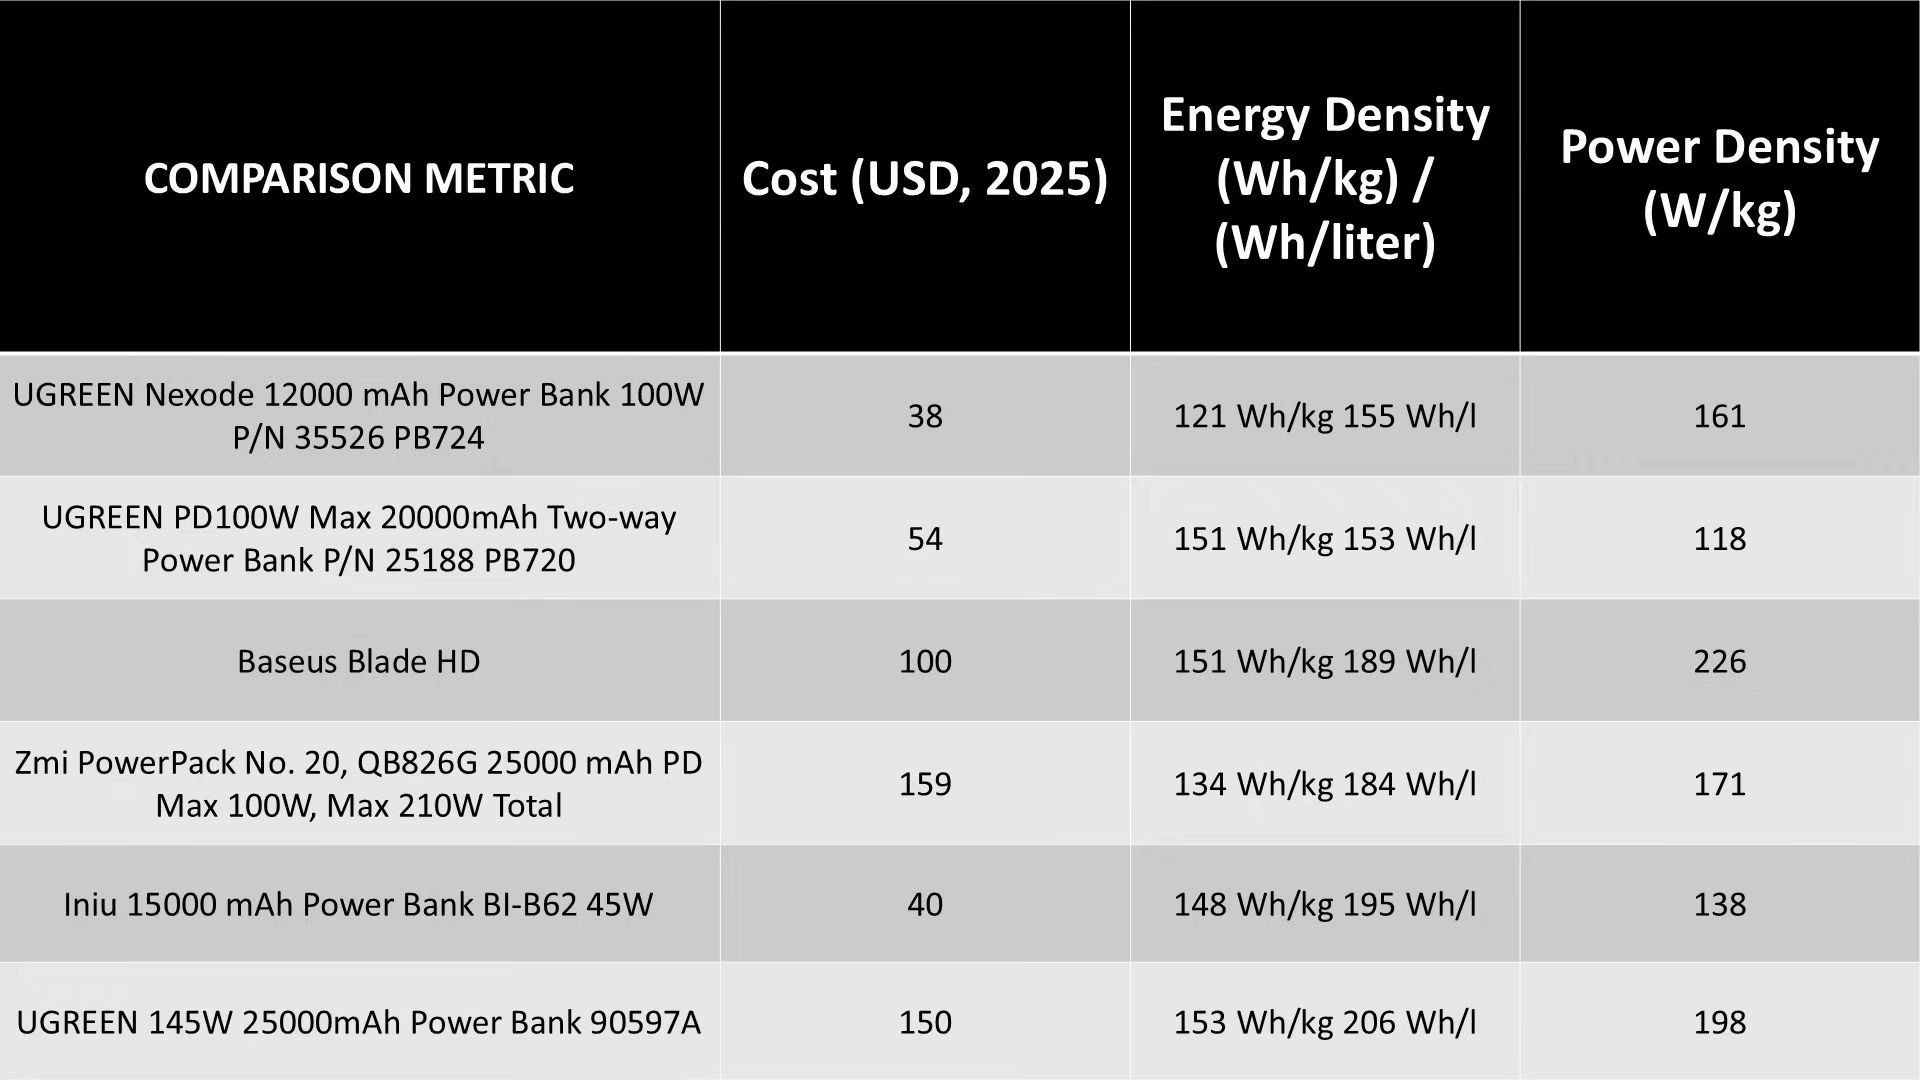 COMPARISON METRIC
Cost (USD, 2025)
Energy Density
(Wh/kg) /
(Wh/liter)
Power Density
(W/kg)
UGREEN Nexode 12000 mAh Power Bank 100W
P/N 35526 PB724
38
121 Wh/kg 155 Wh/l
161
UGREEN PD100W Max 20000mAh Two-way
Power Bank P/N 25188 PB720
54
151 Wh/kg 153 Wh/l
118
Baseus Blade HD
100
151 Wh/kg 189 Wh/l
226
Zmi PowerPack No. 20, QB826G 25000 mAh PD
Max 100W, Max 210W Total
159
134 Wh/kg 184 Wh/l
171
Iniu 15000 mAh Power Bank BI-B62 45W
40
148 Wh/kg 195 Wh/l
138
UGREEN 145W 25000mAh Power Bank 90597A
150
153 Wh/kg 206 Wh/l
198